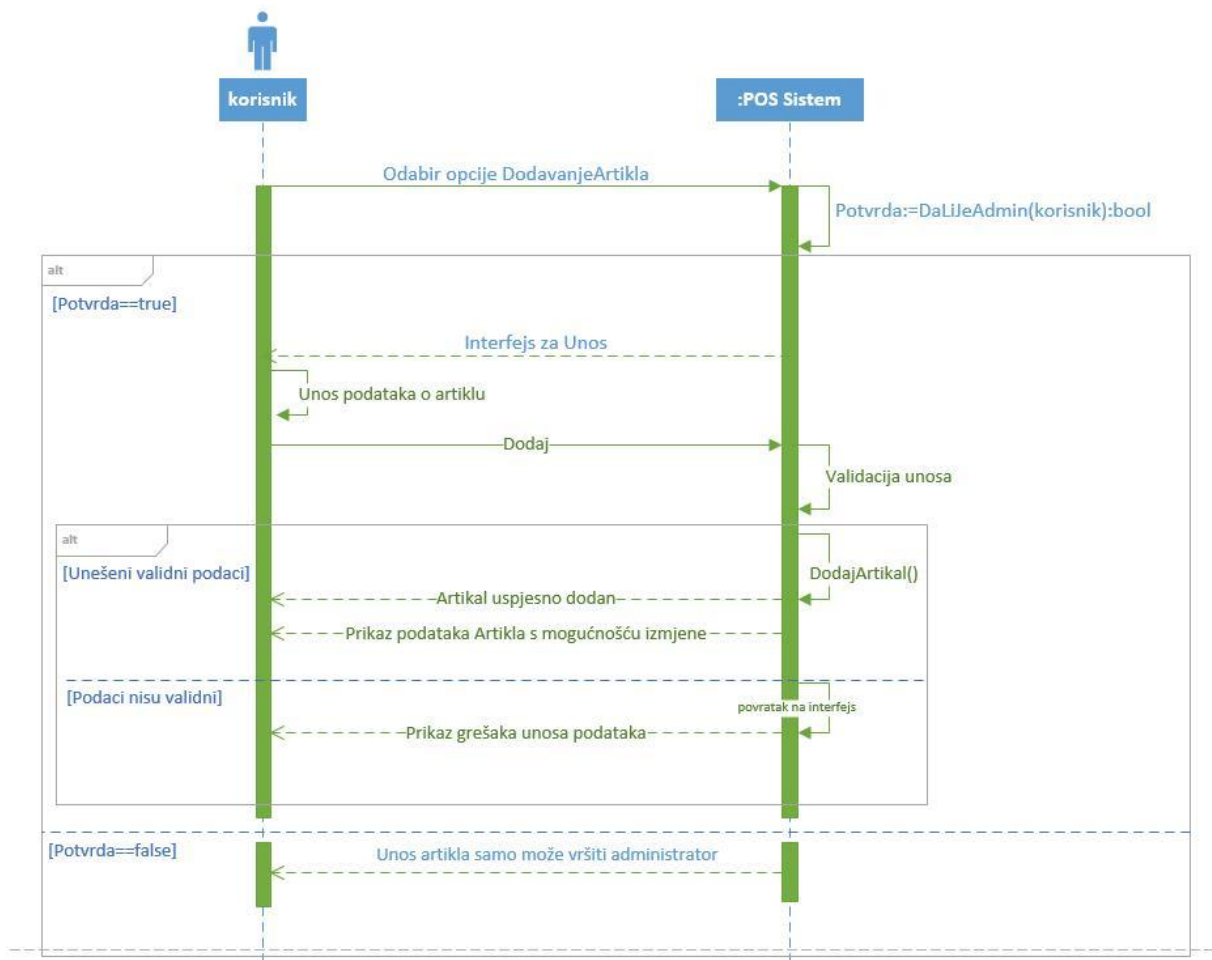 korisnik
:POS Sistem
Odabir opcije DodavanjeArtikla
Potvrda:=DaLiJeAdmin(korisnik):bool
alt
[Potvrda==true]
Interfejs za Unos
Unos podataka o artiklu
Dodaj
Validacija unosa
alt
[Unešeni validni podaci]
DodajArtikal()
Artikal uspjesno dodan
Prikaz podataka Artikla s mogućnošću izmjene
[Podaci nisu validni]
povratak na interfejs
Prikaz grešaka unosa podataka
[Potvrda==false]
Unos artikla samo može vršiti administrator